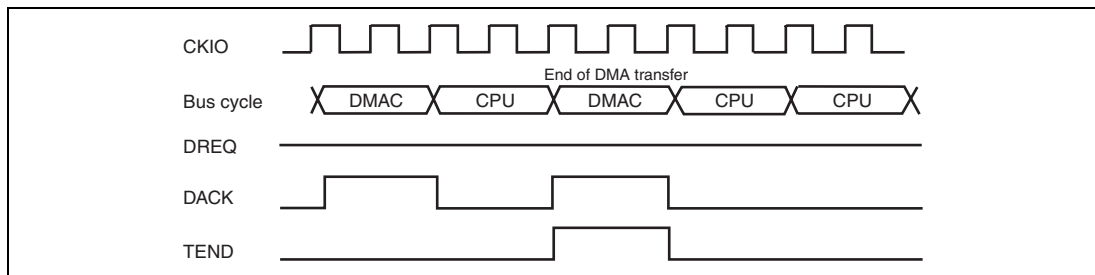 CKIO
End of DMA transfer
Bus cycle DMAC CPU DMAC CPU CPU
DREQ
DACK
TEND